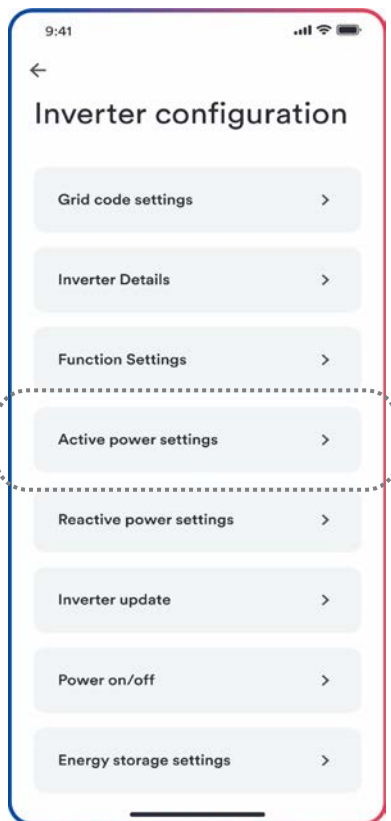 9:41
Inverter configuration
Grid code settings
Inverter Details
Function Settings
Active power settings
Reactive power settings
Inverter update
Power on/off
Energy storage settings